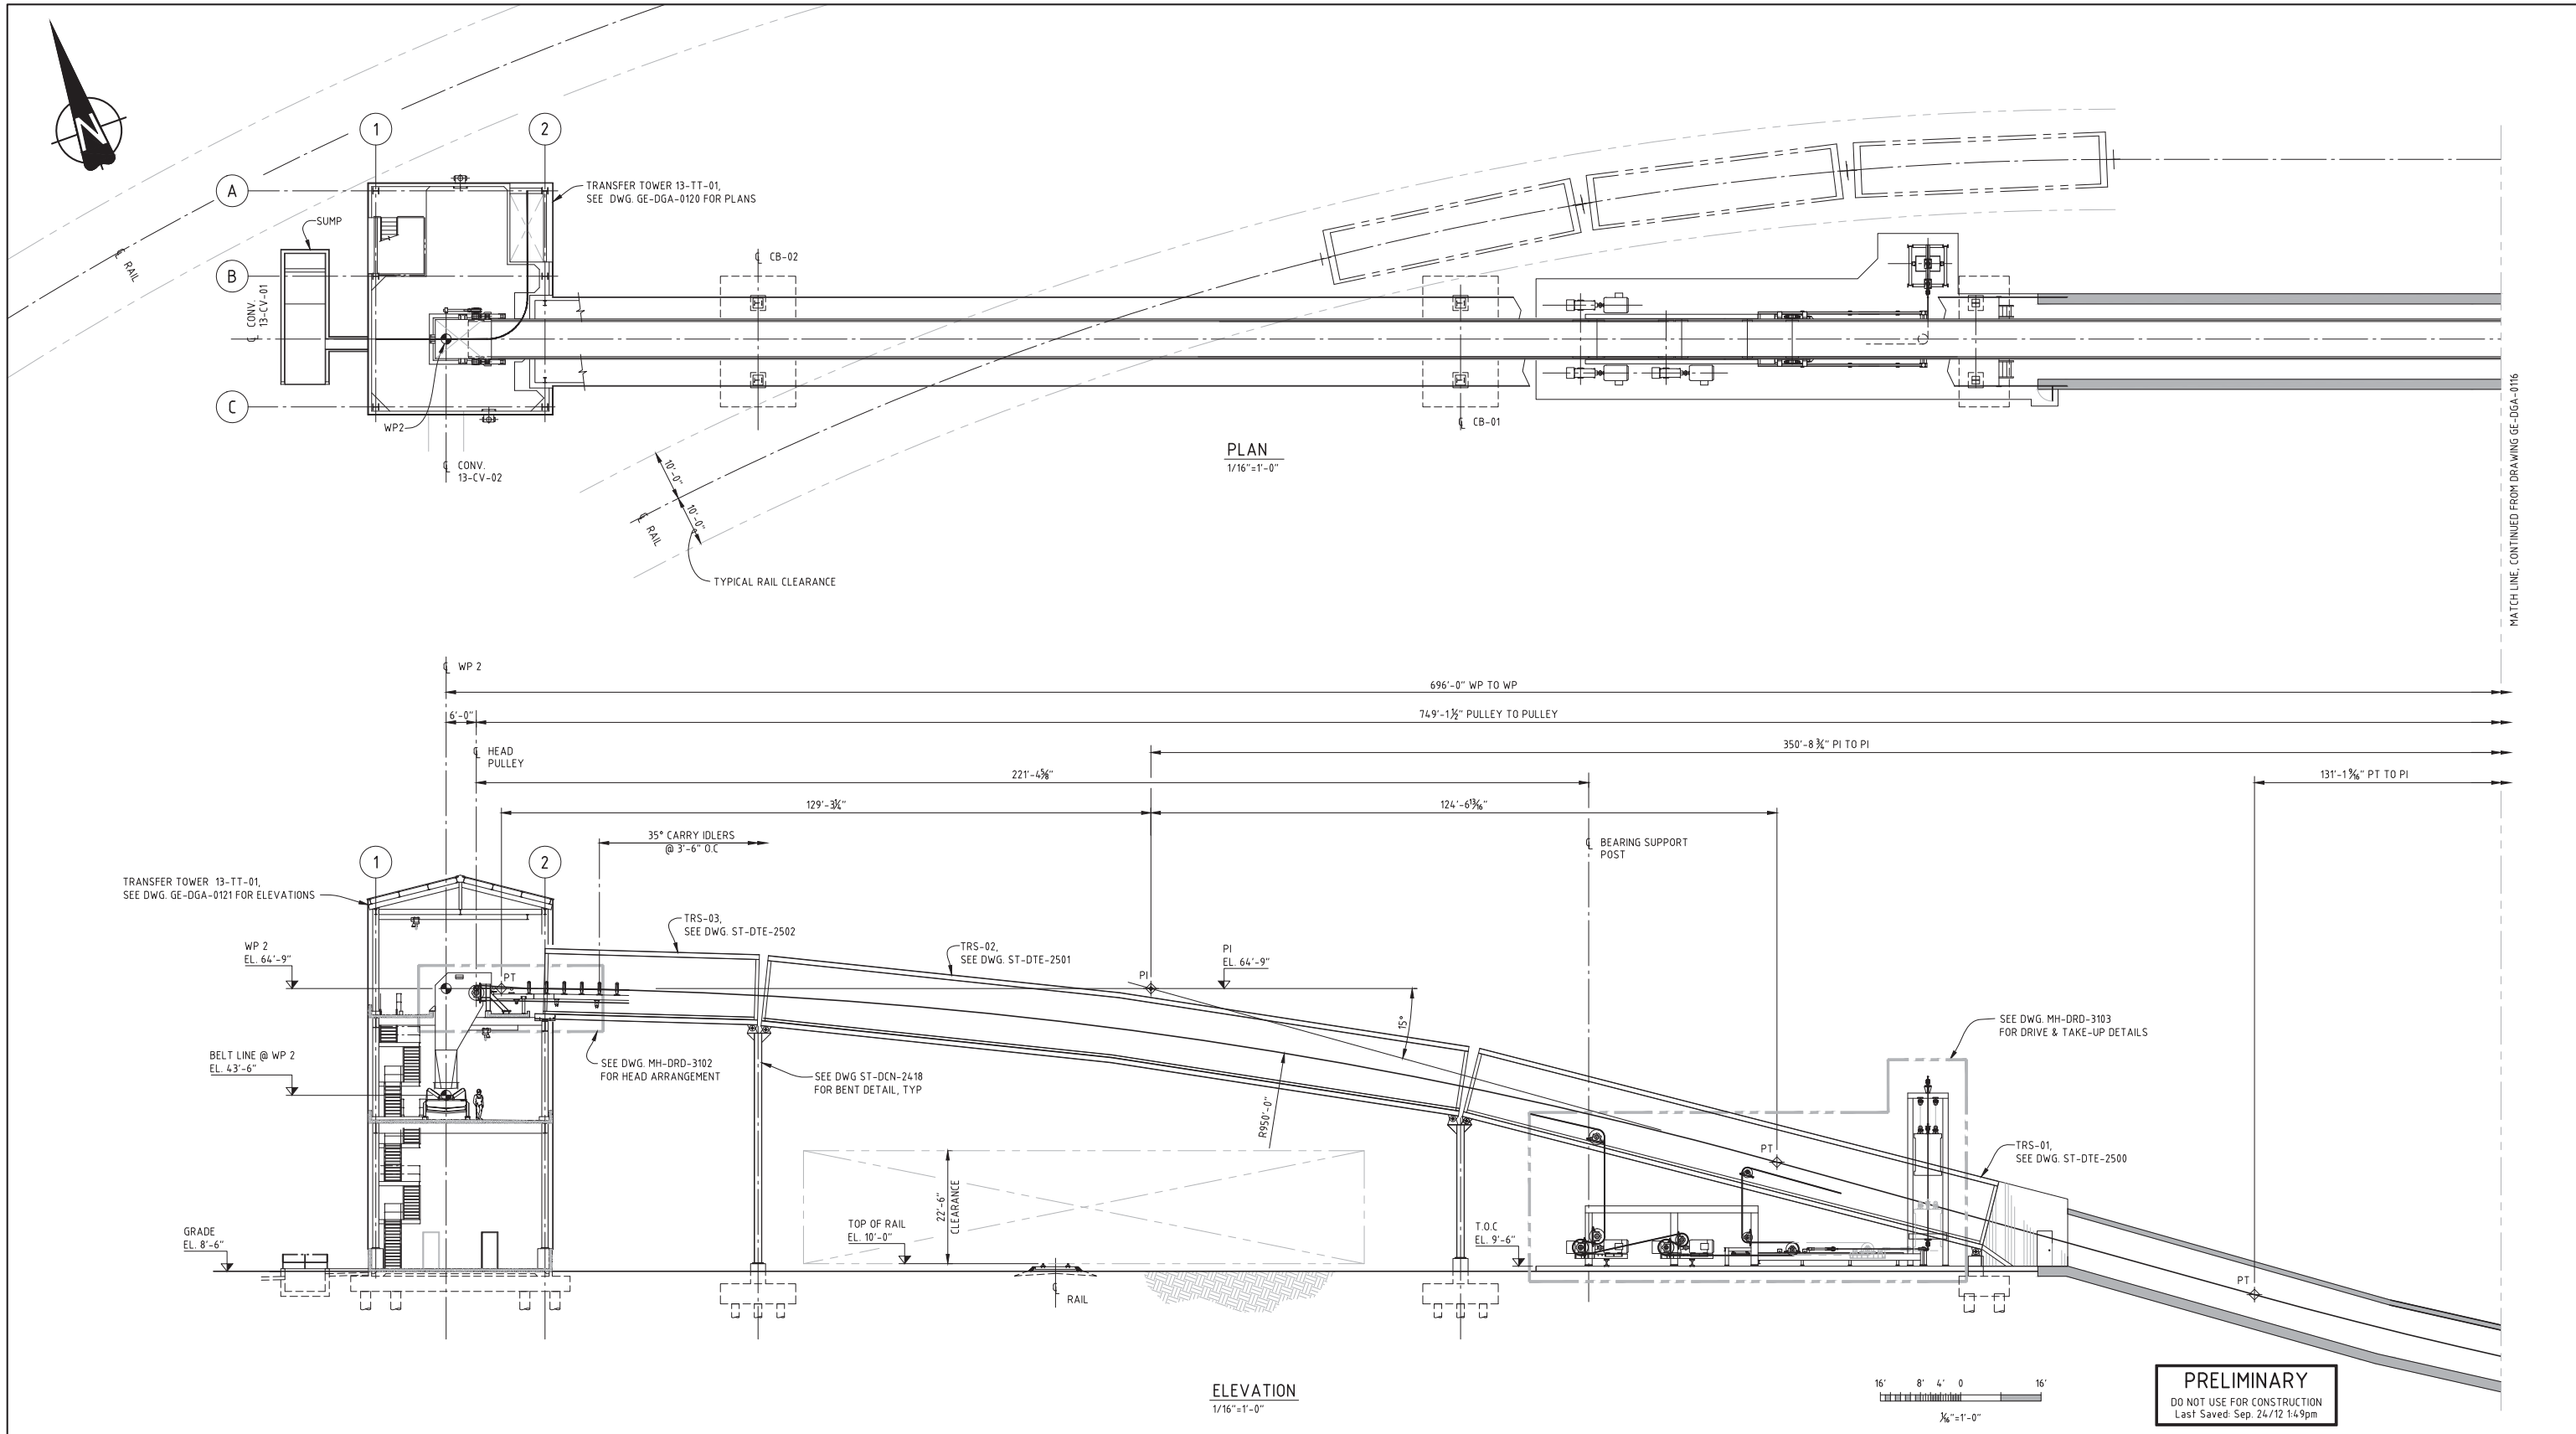 N
1
2
A
B
C
TRANSFER TOWER 13-TT-01,
SEE DWG. GE-DGA-0120 FOR PLANS
SUMP
℄ RAIL
℄ CONV.
13-CV-01
℄ CB-02
WP2
℄ CONV.
13-CV-02
℄ CB-01
PLAN
1/16"=1'-0"
10'-0"
10'-0"
℄ RAIL
TYPICAL RAIL CLEARANCE
MATCH LINE, CONTINUED FROM DRAWING GE-DGA-0116
℄ WP 2
696'-0" WP TO WP
6'-0"
749'-1½" PULLEY TO PULLEY
℄ HEAD
PULLEY
350'-8 ¾" PI TO PI
221'-4⅝"
131'-1 9⁄16" PT TO PI
129'-3¼"
124'-6 13⁄16"
35° CARRY IDLERS
@ 3'-6" O.C
℄ BEARING SUPPORT
POST
1
2
TRANSFER TOWER 13-TT-01,
SEE DWG. GE-DGA-0121 FOR ELEVATIONS
TRS-03,
SEE DWG. ST-DTE-2502
TRS-02,
SEE DWG. ST-DTE-2501
WP 2
EL. 64'-9"
PT
PI
PI
EL. 64'-9"
15°
SEE DWG. MH-DRD-3103
FOR DRIVE & TAKE-UP DETAILS
BELT LINE @ WP 2
EL. 43'-6"
SEE DWG. MH-DRD-3102
FOR HEAD ARRANGEMENT
SEE DWG ST-DCN-2418
FOR BENT DETAIL, TYP
R950'-0"
PT
TRS-01,
SEE DWG. ST-DTE-2500
22'-6"
CLEARANCE
GRADE
EL. 8'-6"
TOP OF RAIL
EL. 10'-0"
T.O.C
EL. 9'-6"
PT
℄ RAIL
ELEVATION
1/16"=1'-0"
16' 8' 4' 0 16'
1⁄16"=1'-0"
PRELIMINARY
DO NOT USE FOR CONSTRUCTION
Last Saved: Sep. 24/12 1:49pm